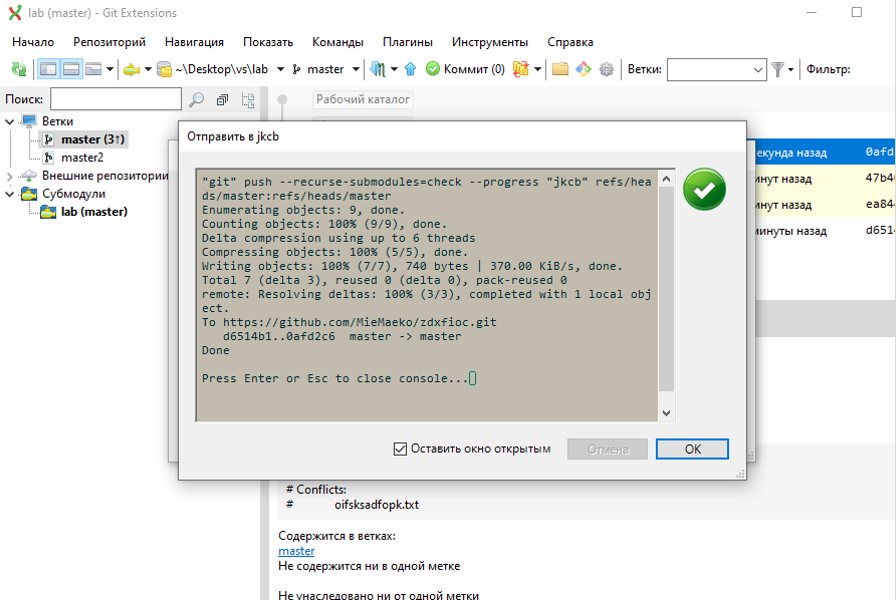 lab (master) - Git Extensions
Начало Репозиторий Навигация Показать Команды Плагины Инструменты Справка
~\Desktop\vs\lab master Коммит (0) Ветки: Фильтр:
Поиск:
Рабочий каталог
Ветки
master (3↑)
master2
Внешние репозитории
Субмодули
lab (master)
Отправить в jkcb
"git" push --recurse-submodules=check --progress "jkcb" refs/hea
ds/master:refs/heads/master
Enumerating objects: 9, done.
Counting objects: 100% (9/9), done.
Delta compression using up to 6 threads
Compressing objects: 100% (5/5), done.
Writing objects: 100% (7/7), 740 bytes | 370.00 KiB/s, done.
Total 7 (delta 3), reused 0 (delta 0), pack-reused 0
remote: Resolving deltas: 100% (3/3), completed with 1 local obj
ect.
To https://github.com/MieMaeko/zdxfioc.git
d6514b1..0afd2c6 master -> master
Done
Press Enter or Esc to close console...
Оставить окно открытым
Отмена
OK
екунда назад 0afd
инут назад 47b4
инут назад ea84
минуты назад d651
# Conflicts:
# oifsksadfopk.txt
Содержится в ветках:
master
Не содержится ни в одной метке
Не унаследовано ни от одной метки